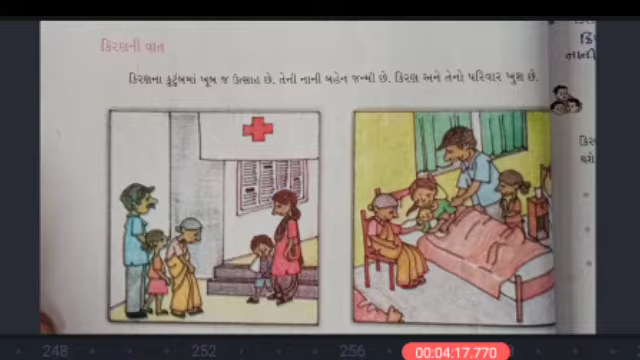 કિરણની વાત
કિરણના કુટુંબમાં ખૂબ જ ઉત્સાહ છે. તેની નાની બહેન જન્મી છે. કિરણ અને તેનો પરિવાર ખુશ છે.
248
252
256
00:04:17.770